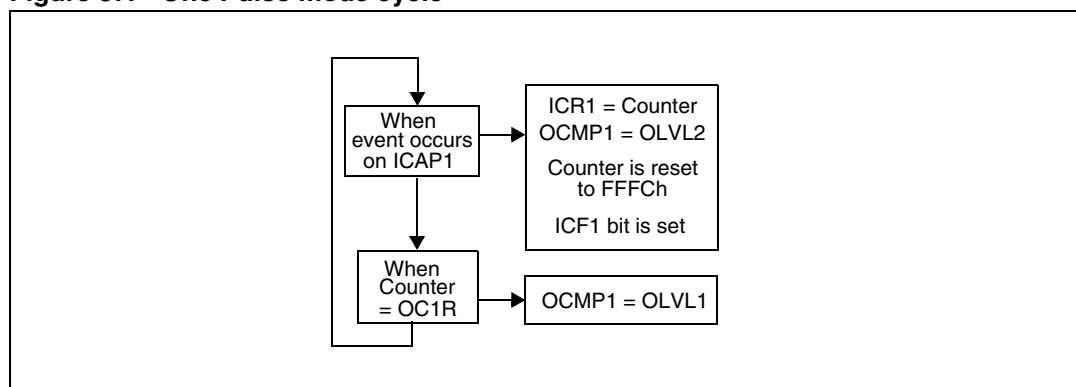 When
event occurs
on ICAP1
ICR1 = Counter
OCMP1 = OLVL2
Counter is reset
to FFFCh
ICF1 bit is set
When
Counter
= OC1R
OCMP1 = OLVL1